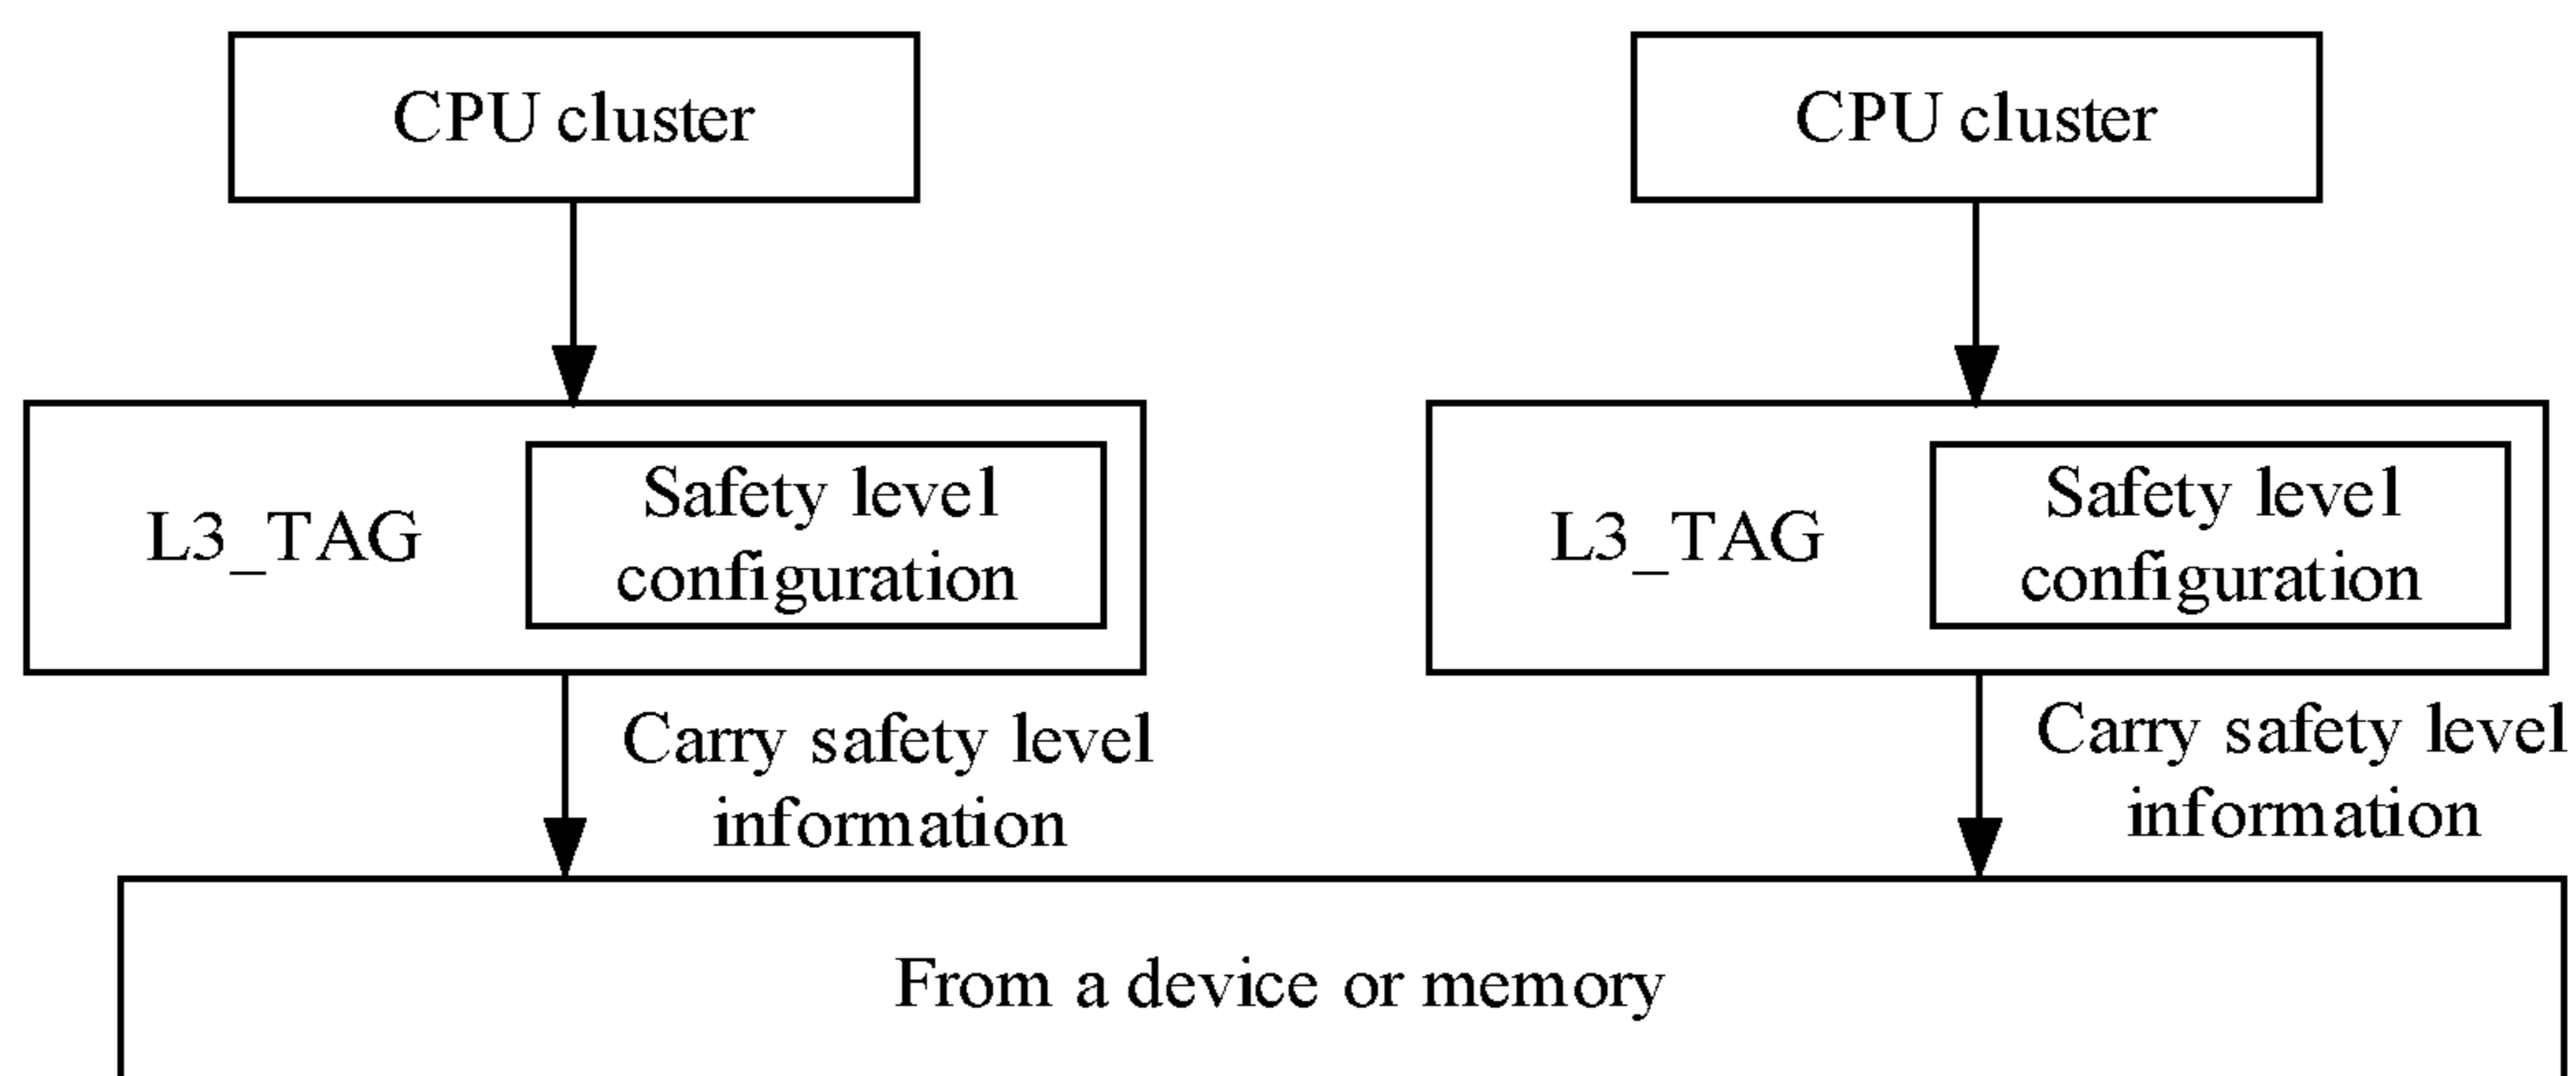 CPU cluster
CPU cluster
L3_TAG
Safety level
configuration
L3_TAG
Safety level
configuration
Carry safety level
information
Carry safety level
information
From a device or memory